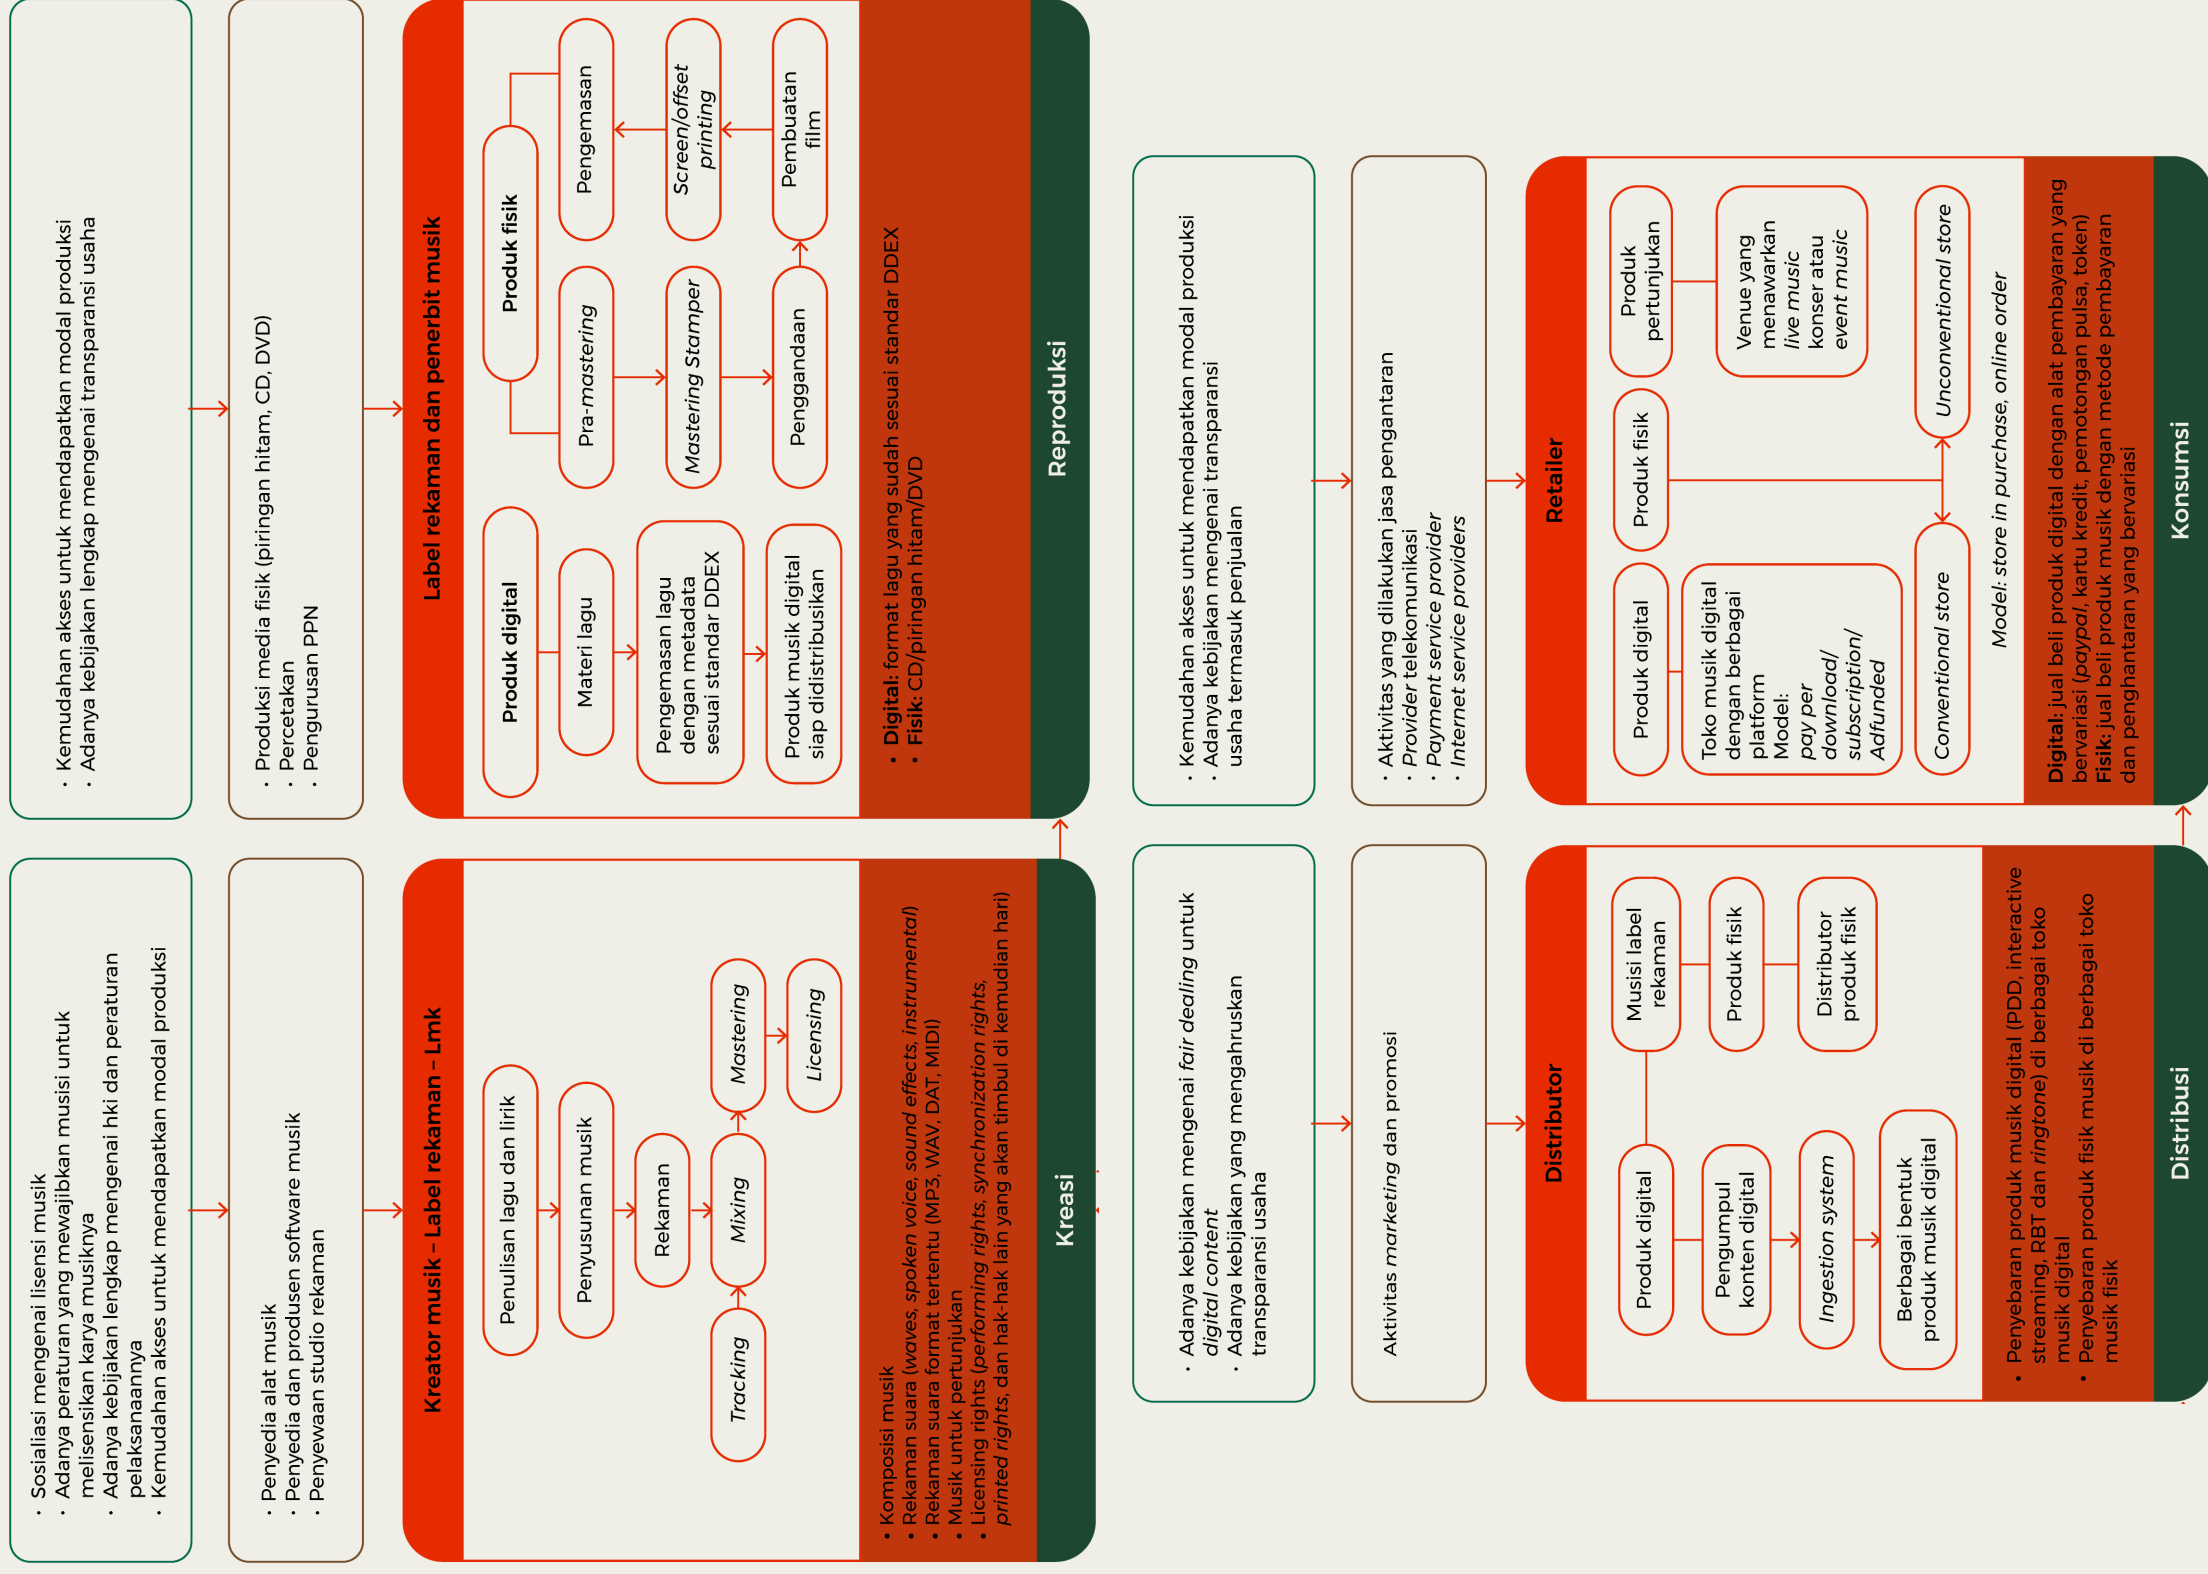 • Sosialiasi mengenai lisensi musik
• Adanya peraturan yang mewajibkan musisi untuk
melisensikan karya musiknya
• Adanya kebijakan lengkap mengenai hki dan peraturan
pelaksanaannya
• Kemudahan akses untuk mendapatkan modal produksi
• Penyedia alat musik
• Penyedia dan produsen software musik
• Penyewaan studio rekaman
Kreator musik – Label rekaman – Lmk
Penulisan lagu dan lirik
Penyusunan musik
Rekaman
Tracking
Mixing
Mastering
Licensing
• Komposisi musik
• Rekaman suara (waves, spoken voice, sound effects, instrumental)
• Rekaman suara format tertentu (MP3, WAV, DAT, MIDI)
• Musik untuk pertunjukan
• Licensing rights (performing rights, synchronization rights,
printed rights, dan hak-hak lain yang akan timbul di kemudian hari)
Kreasi
• Kemudahan akses untuk mendapatkan modal produksi
• Adanya kebijakan lengkap mengenai transparansi usaha
• Produksi media fisik (piringan hitam, CD, DVD)
• Percetakan
• Pengurusan PPN
Label rekaman dan penerbit musik
Produk digital
Materi lagu
Pengemasan lagu
dengan metadata
sesuai standar DDEX
Produk musik digital
siap didistribusikan
Produk fisik
Pra-mastering
Mastering Stamper
Penggandaan
Pengemasan
Screen/offset
printing
Pembuatan
film
• Digital: format lagu yang sudah sesuai standar DDEX
• Fisik: CD/piringan hitam/DVD
Reproduksi
• Adanya kebijakan mengenai fair dealing untuk
digital content
• Adanya kebijakan yang mengahruskan
transparansi usaha
Aktivitas marketing dan promosi
Distributor
Produk digital
Pengumpul
konten digital
Ingestion system
Berbagai bentuk
produk musik digital
Musisi label
rekaman
Produk fisik
Distributor
produk fisik
• Penyebaran produk musik digital (PDD, interactive
streaming, RBT dan ringtone) di berbagai toko
musik digital
• Penyebaran produk fisik musik di berbagai toko
musik fisik
Distribusi
• Kemudahan akses untuk mendapatkan modal produksi
• Adanya kebijakan mengenai transparansi
usaha termasuk penjualan
• Aktivitas yang dilakukan jasa pengantaran
• Provider telekomunikasi
• Payment service provider
• Internet service providers
Retailer
Produk digital
Toko musik digital
dengan berbagai
platform
Model:
pay per
download/
subscription/
Adfunded
Produk fisik
Conventional store
Unconventional store
Produk
pertunjukan
Venue yang
menawarkan
live music
konser atau
event music
Model: store in purchase, online order
Digital: jual beli produk digital dengan alat pembayaran yang
bervariasi (paypal, kartu kredit, pemotongan pulsa, token)
Fisik: jual beli produk musik dengan metode pembayaran
dan penghantaran yang bervariasi
Konsumsi